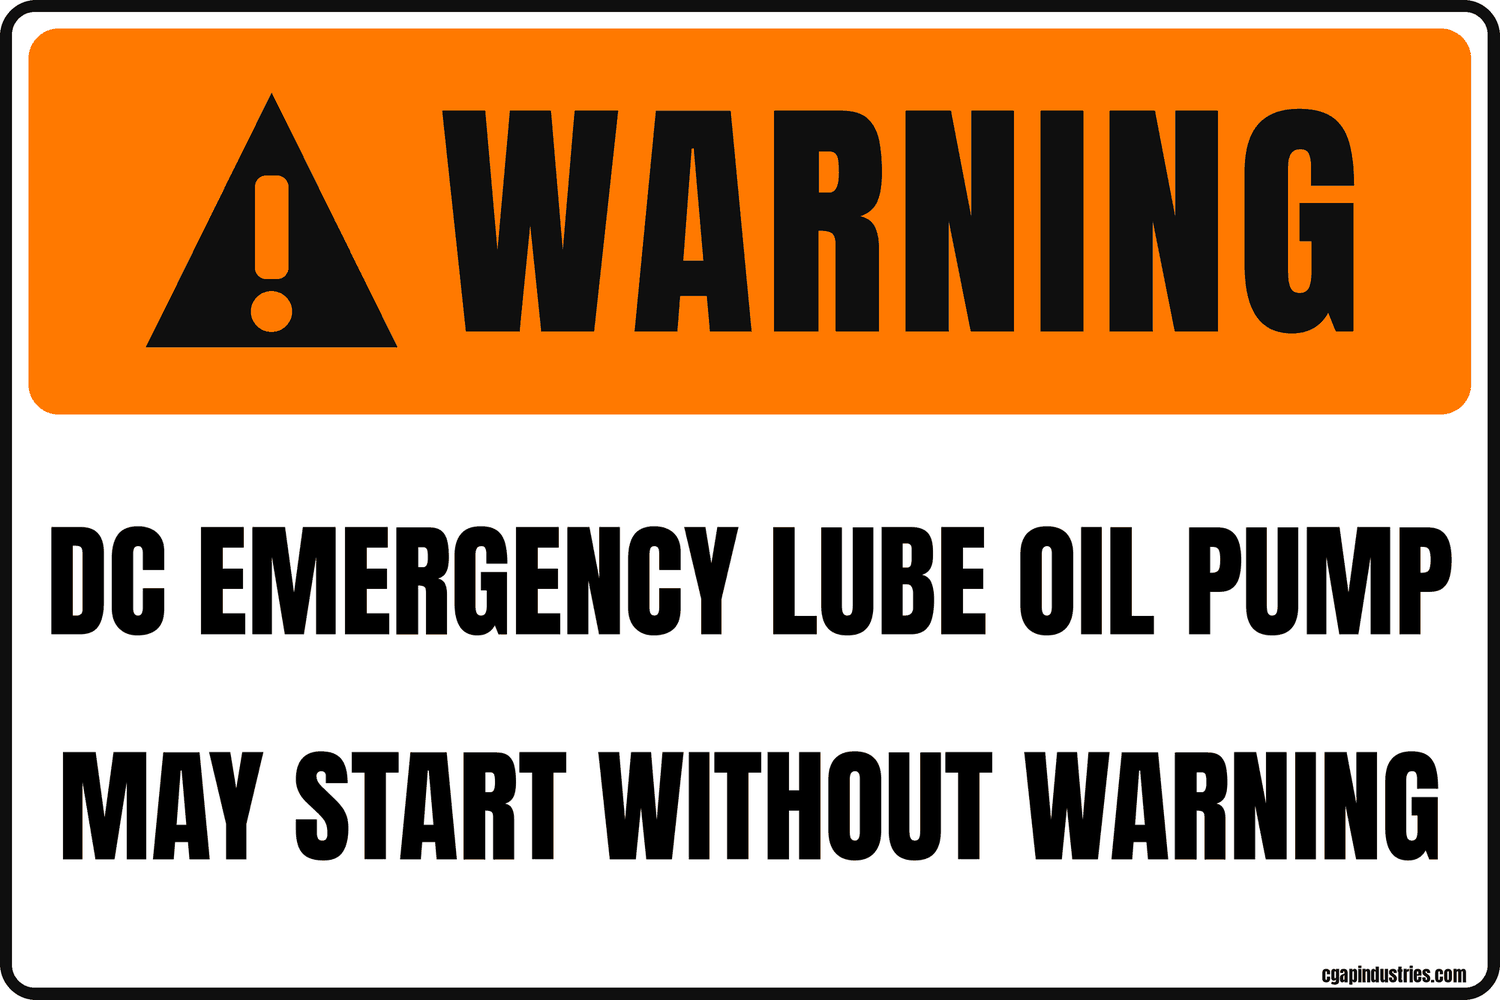 WARNING
DC EMERGENCY LUBE OIL PUMP
MAY START WITHOUT WARNING
cgapindustries.com